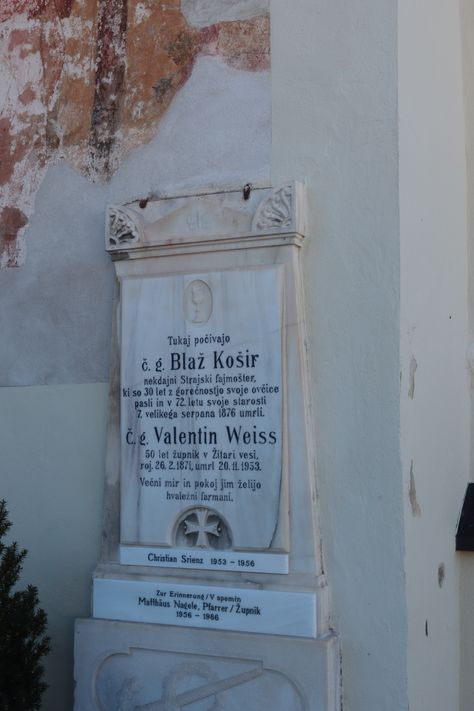 Tukaj počivajo
č. g. Blaž Košir
nekdajni Strajski fajmošter,
ki so 30 let z gorečnostjo svoje ovčice
pasli in v 72. letu svoje starosti
7. velikega serpana 1876 umrli.
Č. g. Valentin Weiss
50 let župnik v Žitari vesi,
roj. 26. 2. 1871, umrl 20. 11. 1953.
Večni mir in pokoj jim želijo
hvaležni farmani.
Christian Srienz 1953 - 1956
Zur Erinnerung / V spomin
Matthäus Nagele, Pfarrer / Župnik
1956 - 1986